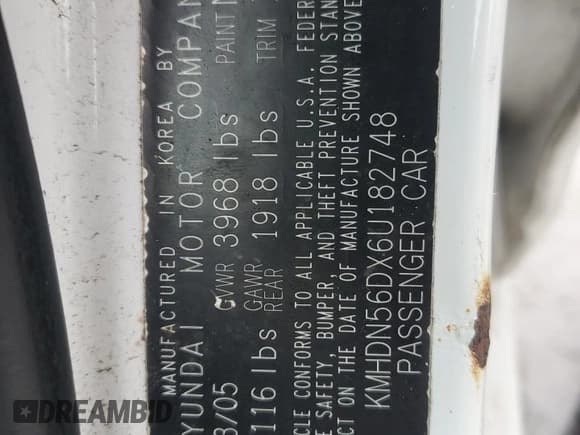 MANUFACTURED IN KOREA BY
YUNDAI MOTOR COMPAN
3/05 GVWR 3968 lbs PAINT
116 lbs GAWR REAR 1918 lbs TRIM
CLE CONFORMS TO ALL APPLICABLE U.S.A. FEDER
E SAFETY, BUMPER, AND THEFT PREVENTION STAN
CT ON THE DATE OF MANUFACTURE SHOWN ABOVE
KMHDN56DX6U182748
PASSENGER CAR
DREAMBID